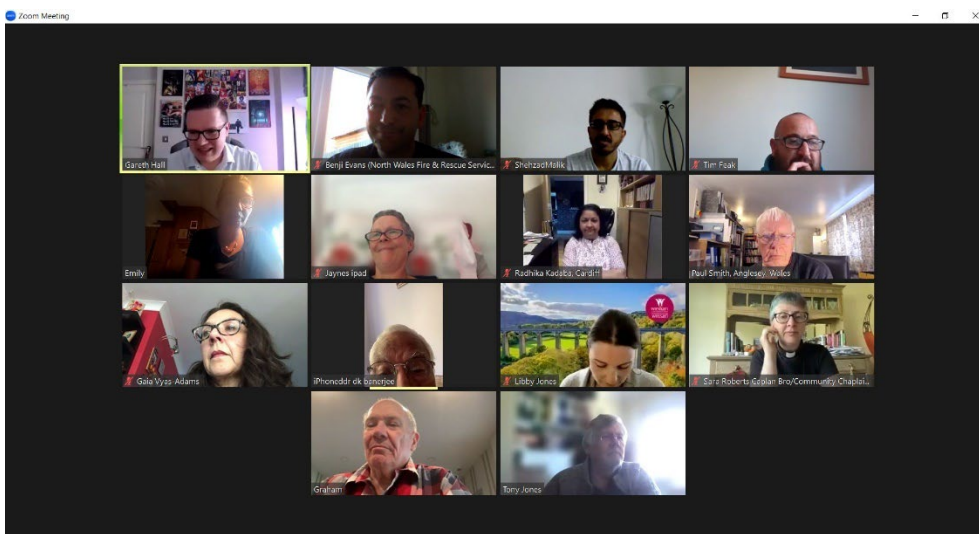 Zoom Meeting
Gareth Hall
Benji Evans (North Wales Fire & Rescue Servic...
ShehzadMalik
Tim Feak
Emily
Jaynes ipad
Radhika Kadaba, Cardiff
Paul Smith, Anglesey, Wales
Gaia Vyas-Adams
iPhoneddr dk banerjee
Libby Jones
Sara Roberts Caplan Bro/Community Chaplai...
Graham
Tony Jones